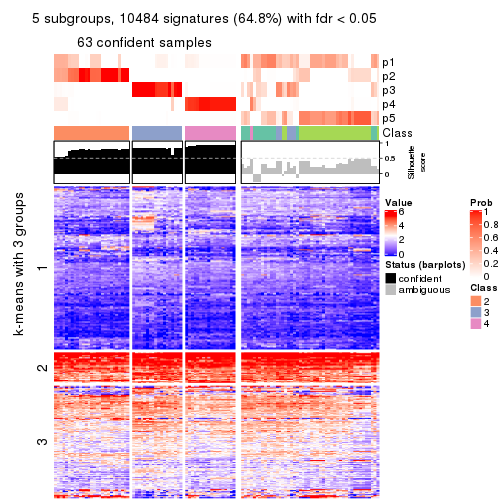 5 subgroups, 10484 signatures (64.8%) with fdr < 0.05
63 confident samples
p1
p2
p3
p4
p5
Class
1
0.5
0
Silhouette
score
k-means with 3 groups
1
2
3
Value
6
4
2
0
Status (barplots)
confident
ambiguous
Prob
1
0.8
0.6
0.4
0.2
0
Class
2
3
4